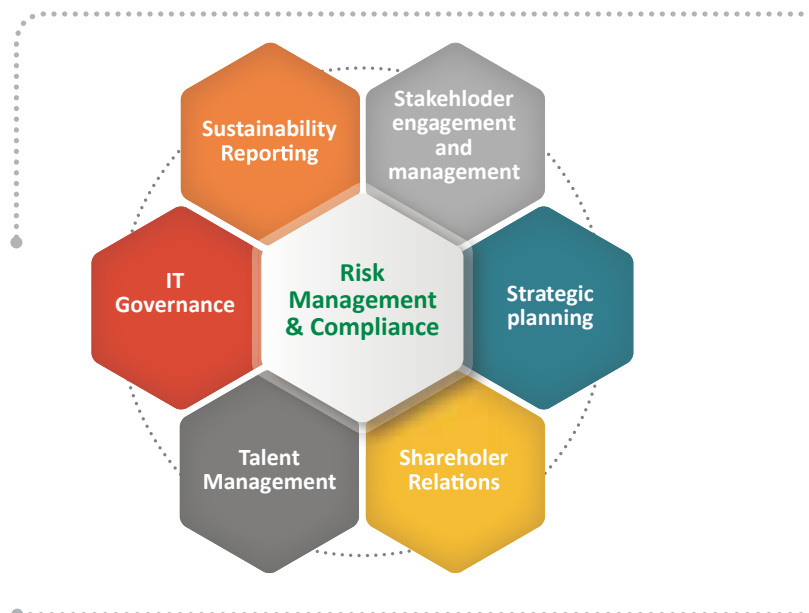 Sustainability
Reporting
Stakehloder
engagement
and
management
IT
Governance
Risk
Management
& Compliance
Strategic
planning
Talent
Management
Shareholer
Relations